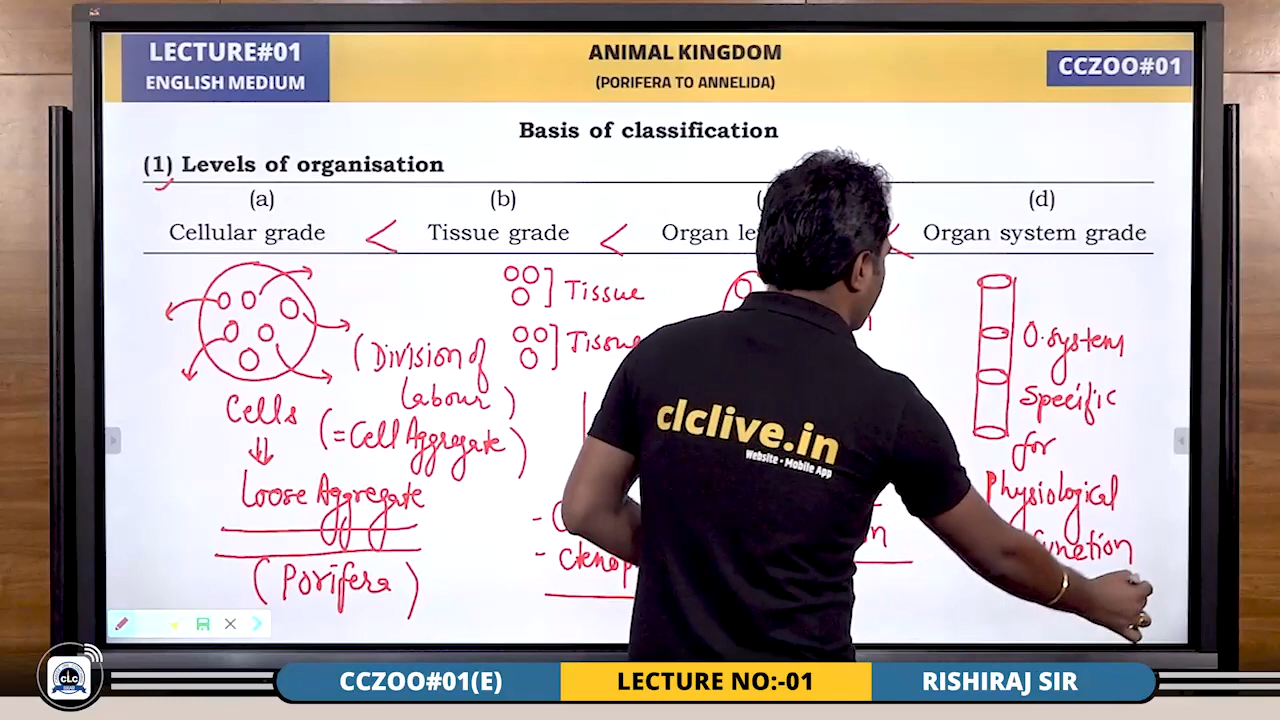 LECTURE#01
ENGLISH MEDIUM
ANIMAL KINGDOM
(PORIFERA TO ANNELIDA)
CCZOO#01
Basis of classification
(1) Levels of organisation
(a)
(b)
(d)
Cellular grade < Tissue grade < Organ < Organ system grade
] Tissue
] Tissue
(Division of
Labour)
Cells
(=Cell Aggregate)
Loose Aggregate
(Porifera)
O.system
specific
for
Physiological
function
clclive.in
Website • Mobile App
CLC
SIKAR
CCZOO#01(E)
LECTURE NO:-01
RISHIRAJ SIR